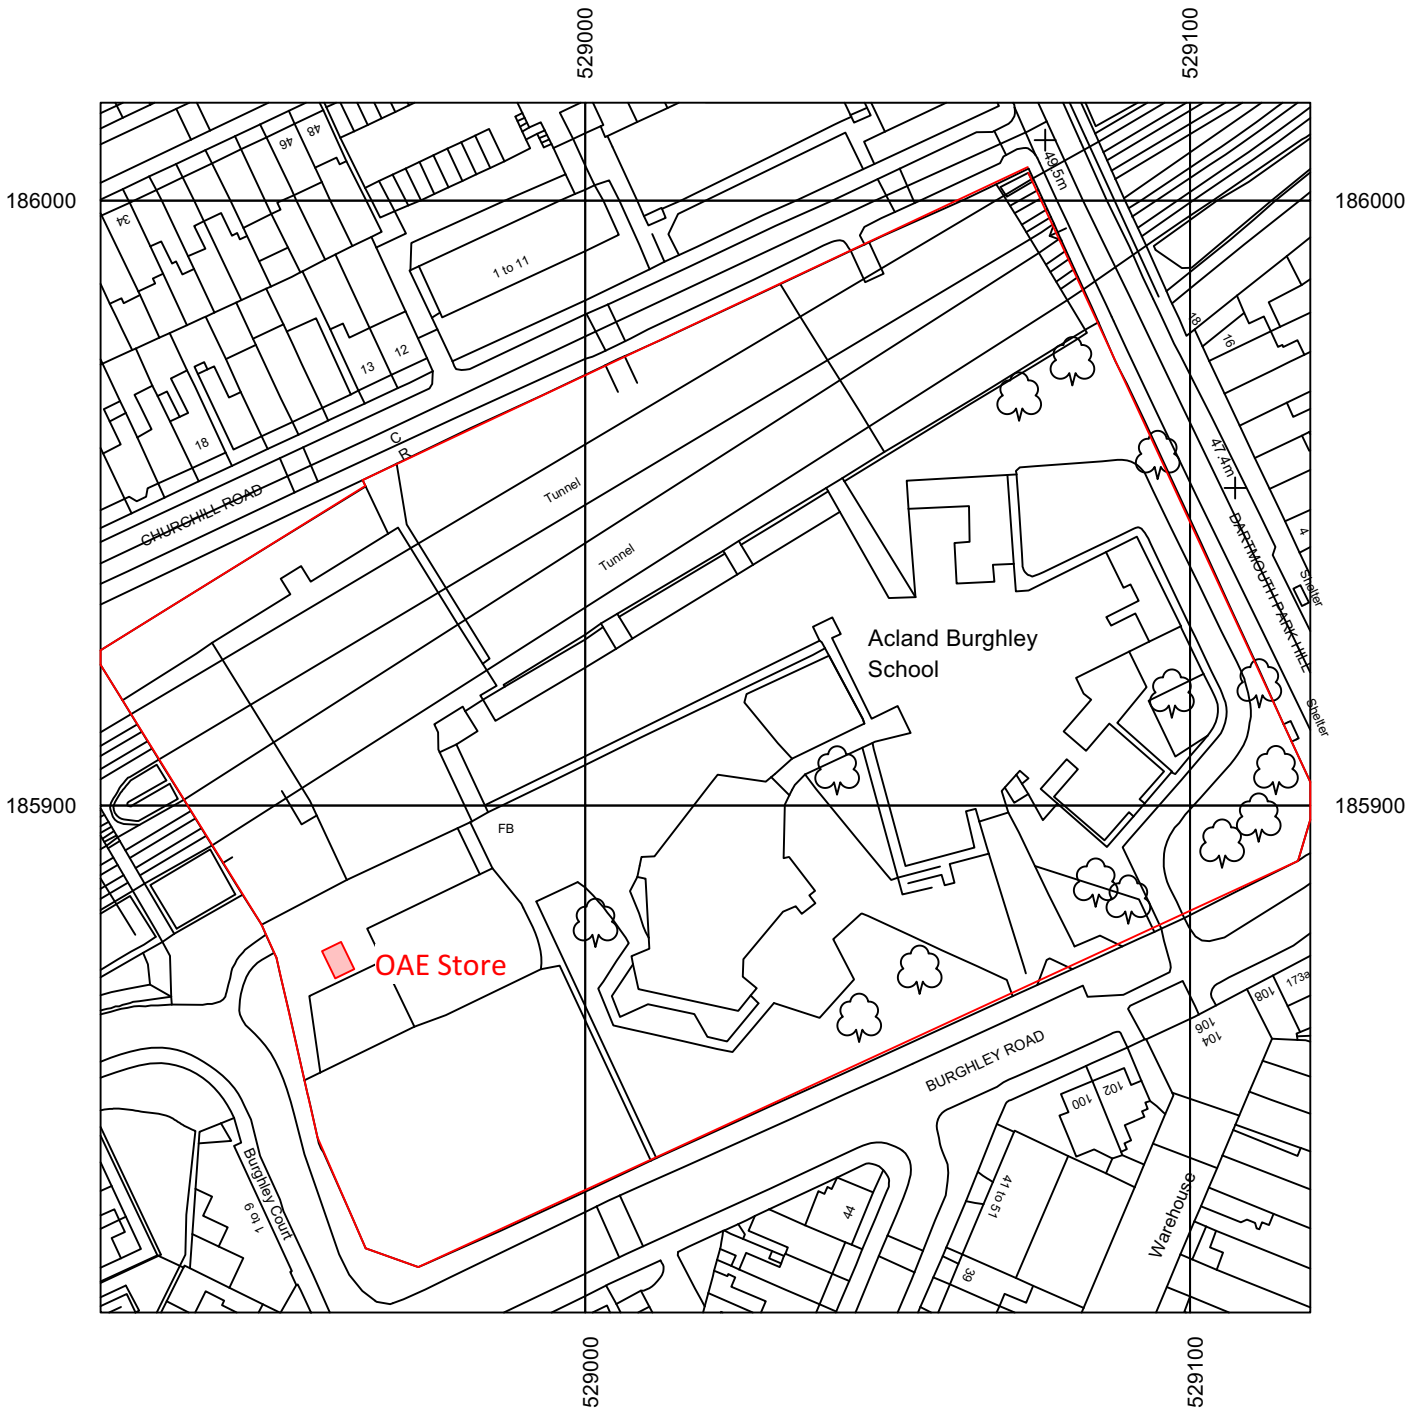 529000
529100
186000
186000
49.5m
48
46
34
1 to 11
18
16
13
12
18
C
R
CHURCHILL ROAD
47.4m
Tunnel
Tunnel
4
DARTMOUTH PARK HILL
Shelter
Acland Burghley
School
Shelter
185900
185900
FB
OAE Store
173a
108
106
104
BURGHLEY ROAD
102
100
Burghley Court
1 to 9
41 to 51
44
Warehouse
39
529000
529100